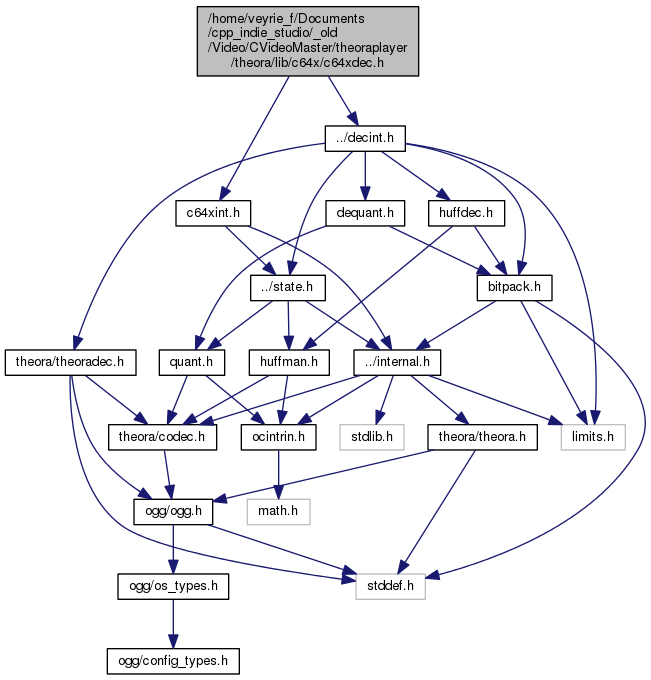 /home/veyrie_f/Documents
/cpp_indie_studio/_old
/Video/CVideoMaster/theoraplayer
/theora/lib/c64x/c64xdec.h
../decint.h
c64xint.h
dequant.h
huffdec.h
../state.h
bitpack.h
theora/theoradec.h
quant.h
huffman.h
../internal.h
theora/codec.h
ocintrin.h
stdlib.h
theora/theora.h
limits.h
ogg/ogg.h
math.h
ogg/os_types.h
stddef.h
ogg/config_types.h